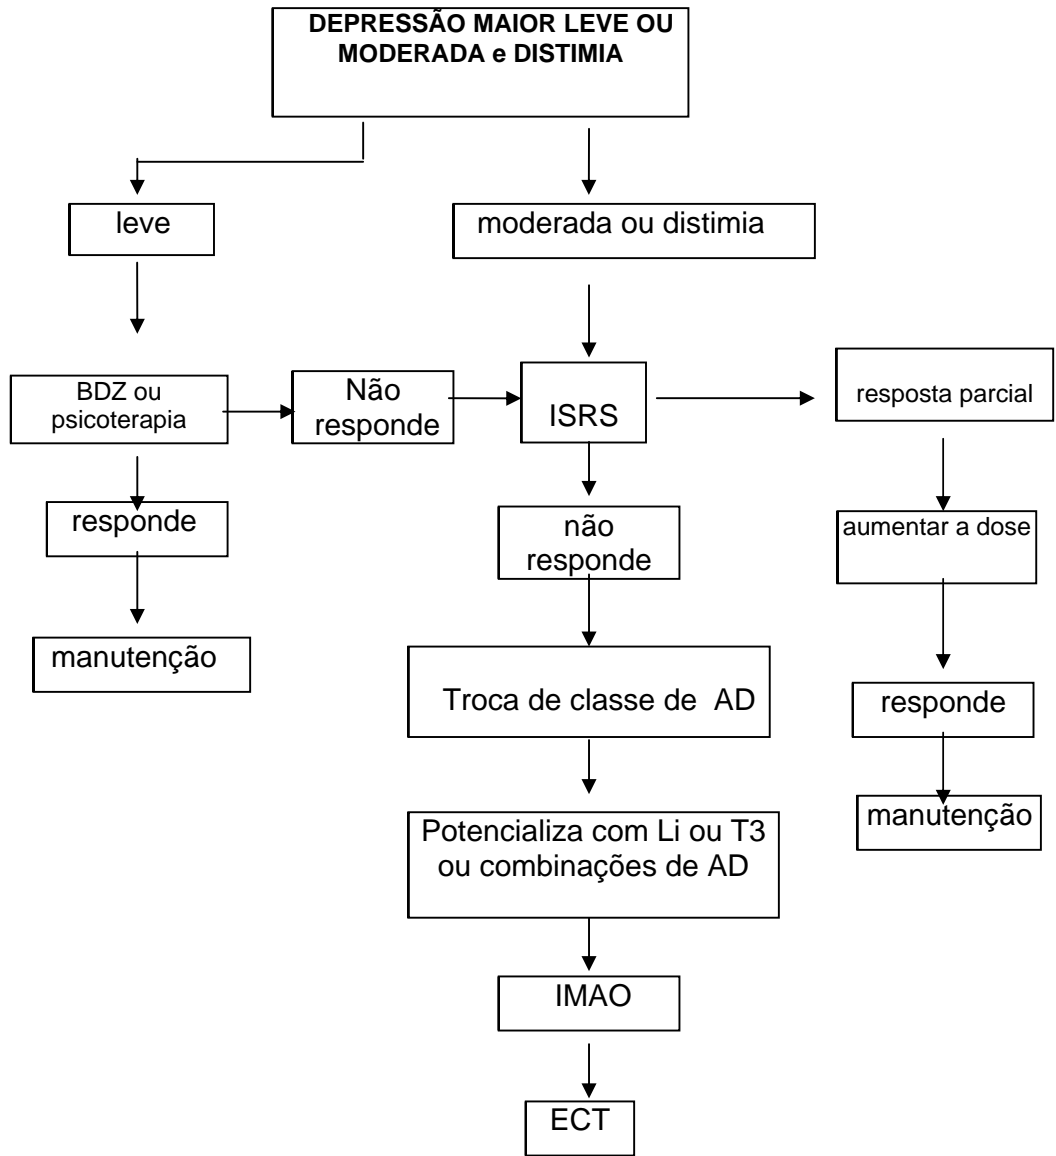 DEPRESSÃO MAIOR LEVE OU
MODERADA e DISTIMIA
leve
moderada ou distimia
BDZ ou
psicoterapia
Não
responde
ISRS
resposta parcial
responde
não
responde
aumentar a dose
manutenção
Troca de classe de AD
responde
Potencializa com Li ou T3
ou combinações de AD
manutenção
IMAO
ECT